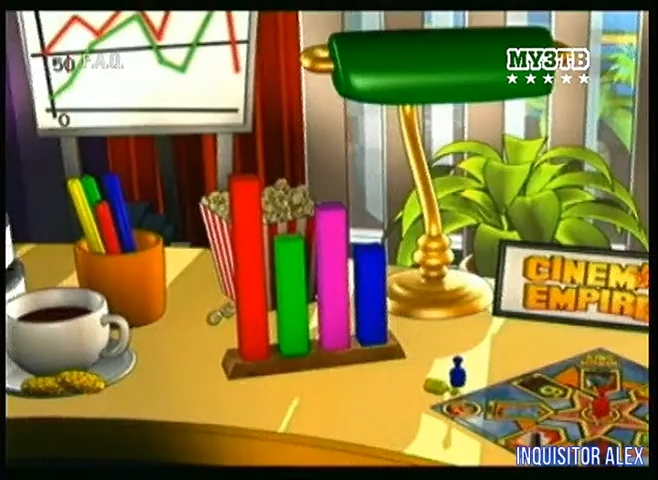 50
F.A.Q.
МУЗТВ
0
CINEMA
EMPIRE
INQUISITOR ALEX